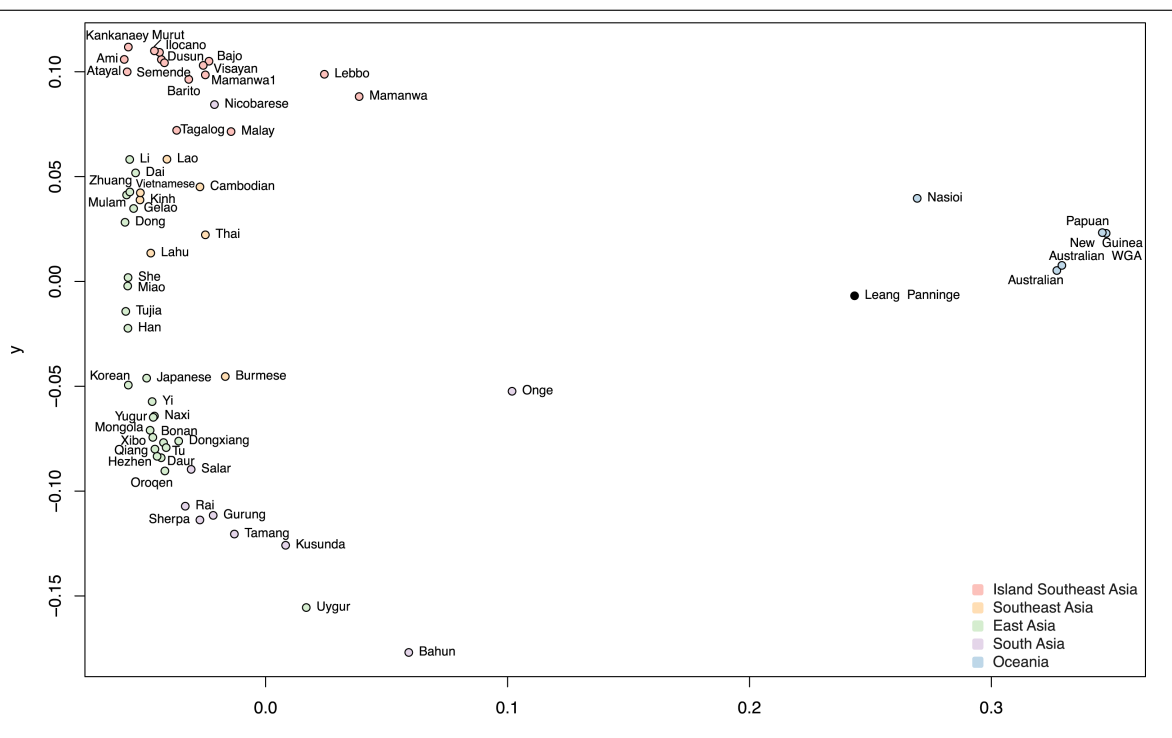 Kankanaey Murut
Ilocano
Ami
Dusun
Bajo
Atayal
Semende
Visayan
Lebbo
Mamanwa1
Barito
Mamanwa
Nicobarese
Tagalog
Malay
Li
Lao
Dai
Zhuang
Vietnamese
Cambodian
Mulam
Kinh
Nasioi
Gelao
Dong
Papuan
Thai
New Guinea
Lahu
Australian WGA
She
Australian
Miao
Leang Panninge
Tujia
Han
Korean
Japanese
Burmese
Onge
Yi
Yugur
Naxi
Mongola
Bonan
Xibo
Dongxiang
Qiang
Tu
Hezhen
Daur
Salar
Oroqen
Rai
Gurung
Sherpa
Tamang
Kusunda
Uygur
Bahun
Island Southeast Asia
Southeast Asia
East Asia
South Asia
Oceania
y
0.10
0.05
0.00
−0.05
−0.10
−0.15
0.0
0.1
0.2
0.3